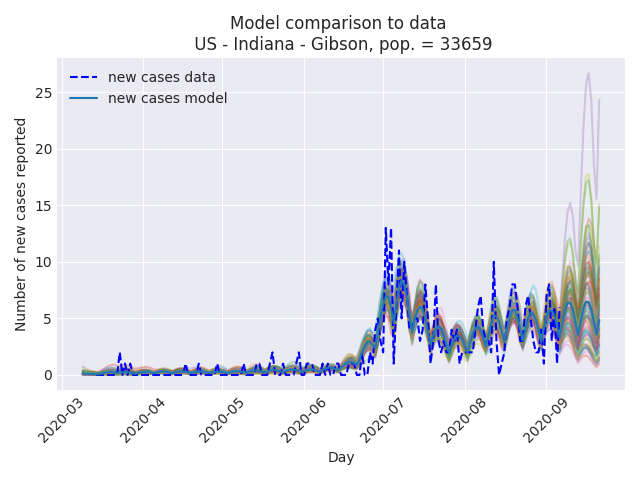 Model comparison to data
US - Indiana - Gibson, pop. = 33659
new cases data
new cases model
Number of new cases reported
25
20
15
10
5
0
2020-03
2020-04
2020-05
2020-06
2020-07
2020-08
2020-09
Day